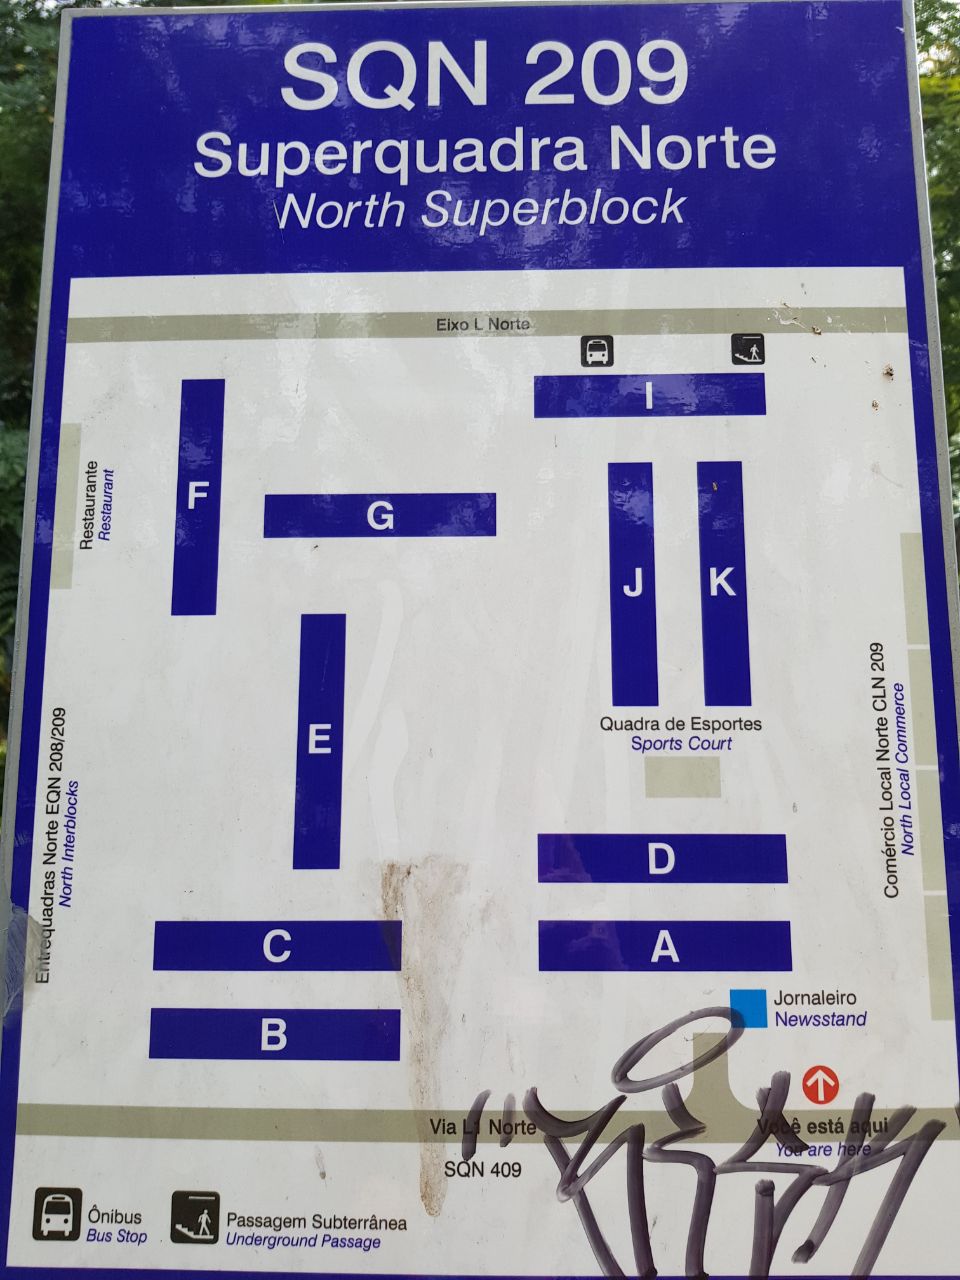 SQN 209
Superquadra Norte
North Superblock
Eixo L Norte
I
F
G
J
K
Restaurante
Restaurant
E
Quadra de Esportes
Sports Court
Comércio Local Norte CLN 209
North Local Commerce
Entrequadras Norte EQN 208/209
North Interblocks
D
C
A
B
Jornaleiro
Newsstand
Via L1 Norte
Você está aqui
You are here
SQN 409
Ônibus
Bus Stop
Passagem Subterrânea
Underground Passage